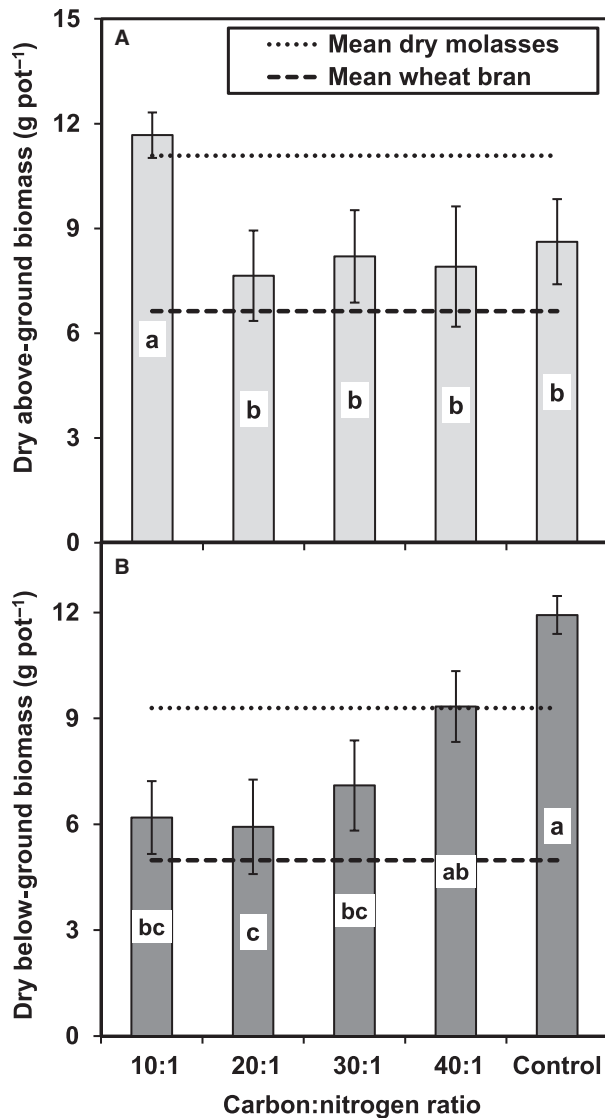 A
Mean dry molasses
Mean wheat bran
Dry above-ground biomass (g pot⁻¹)
15
12
9
6
3
0
a
b
b
b
b
B
Dry below-ground biomass (g pot⁻¹)
12
9
6
3
0
bc
c
bc
ab
a
10:1 20:1 30:1 40:1 Control
Carbon:nitrogen ratio